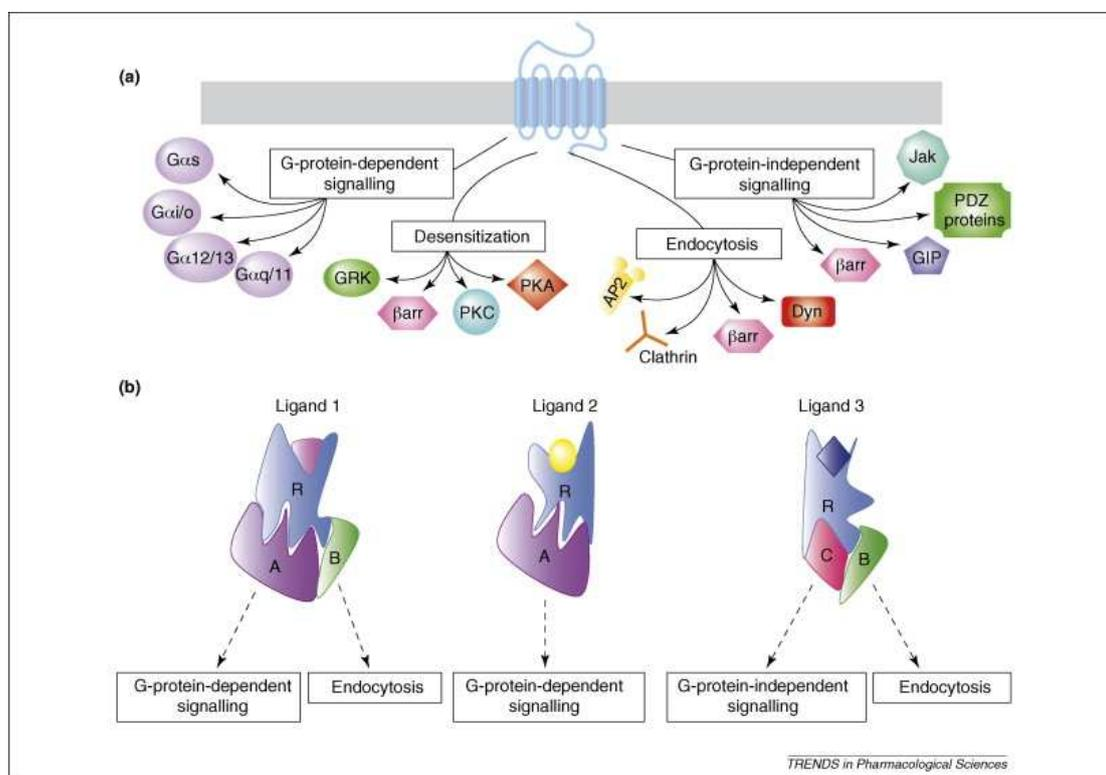 (a)
Gαs
G-protein-dependent
signalling
Gαi/o
Gα12/13
Gαq/11
Desensitization
GRK
βarr
PKC
PKA
Endocytosis
AP2
Clathrin
βarr
Dyn
G-protein-independent
signalling
Jak
PDZ
proteins
GIP
βarr
(b)
Ligand 1
Ligand 2
Ligand 3
R
A
B
R
A
R
C
B
G-protein-dependent
signalling
Endocytosis
G-protein-dependent
signalling
G-protein-independent
signalling
Endocytosis
TRENDS in Pharmacological Sciences